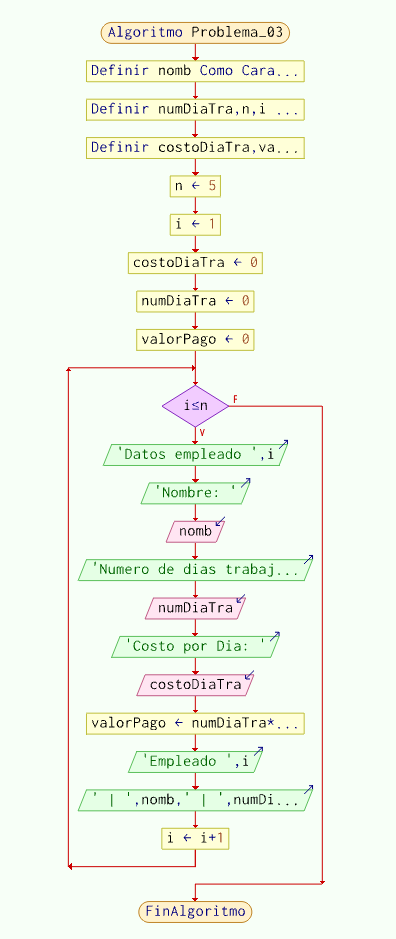 Algoritmo Problema_03
Definir nomb Como Cara...
Definir numDiaTra,n,i ...
Definir costoDiaTra,va...
n ← 5
i ← 1
costoDiaTra ← 0
numDiaTra ← 0
valorPago ← 0
i≤n
F
V
'Datos empleado ',i
'Nombre: '
nomb
'Numero de dias trabaj...
numDiaTra
'Costo por Dia: '
costoDiaTra
valorPago ← numDiaTra*...
'Empleado ',i
' | ',nomb,' | ',numDi...
i ← i+1
FinAlgoritmo